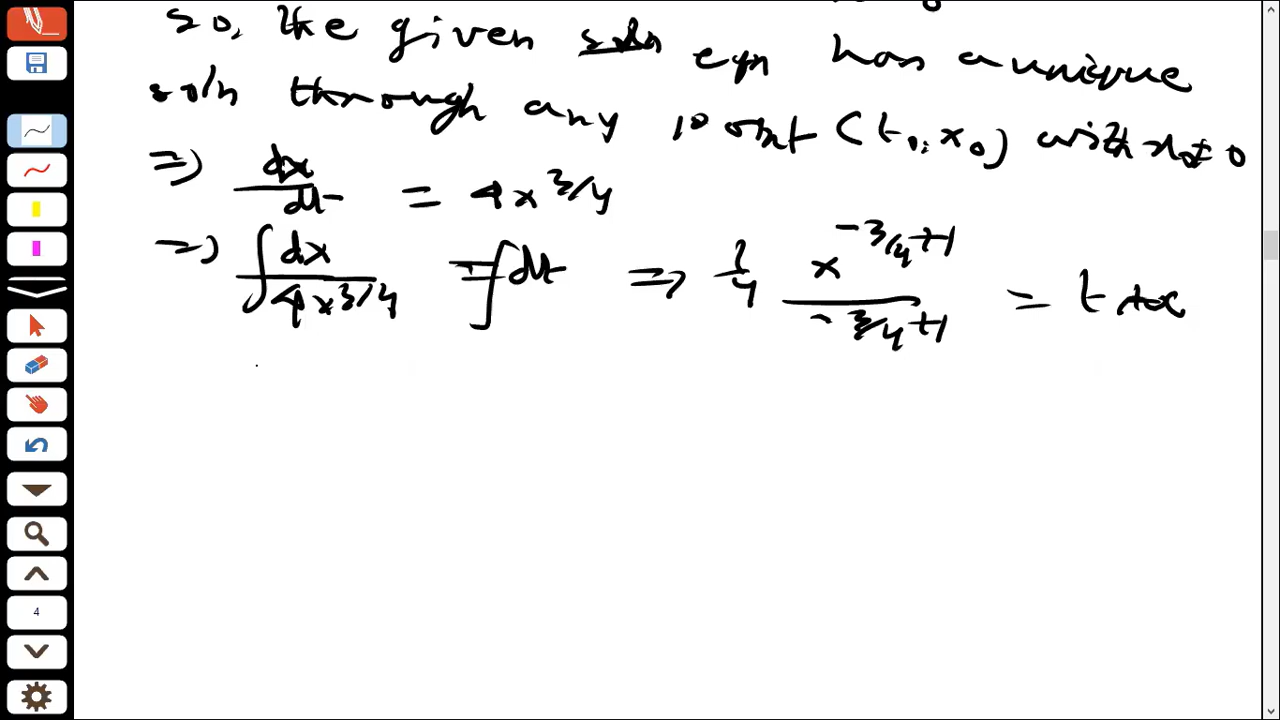 so, the given soln eqn has a unique
soln through any point (t₀, x₀) with x₀ ≠ 0
⇒) dx/dt = 4x^3/4
⇒) ∫ dx/4x^3/4 = ∫dt ⇒ 1/4 x^-3/4+1 / -3/4+1 = t + c
4